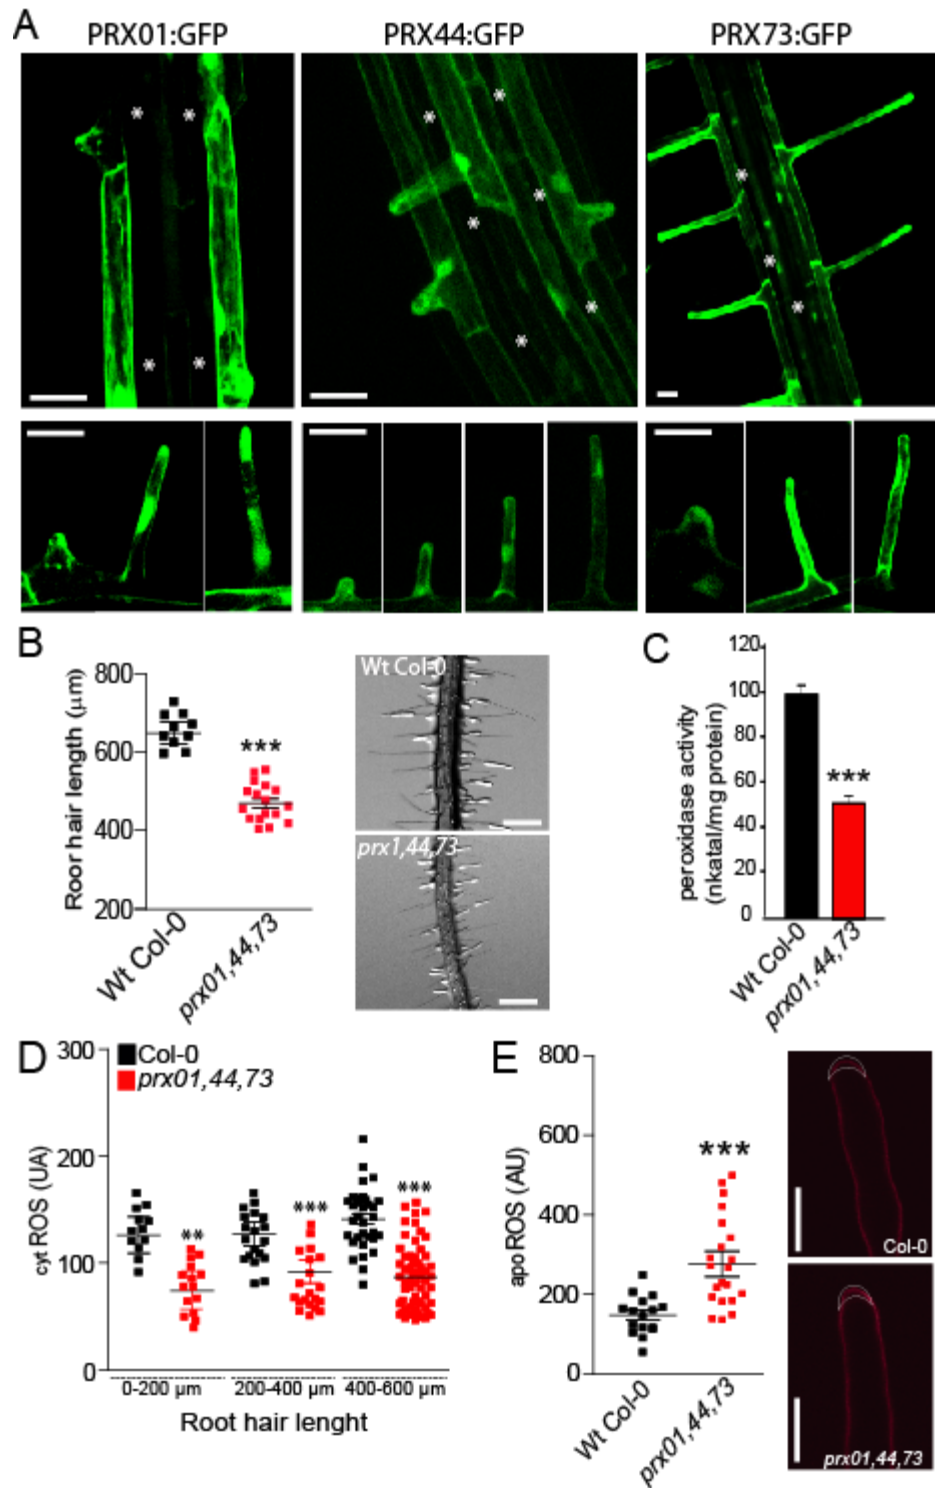 A
PRX01:GFP
PRX44:GFP
PRX73:GFP
* *
* *
* * * * * *
* * *
B
Roor hair length (μm)
800
600
400
200
***
Wt Col-0
prx01,44,73
Wt Col-0
prx1,44,73
C
peroxidase activity
(nkatal/mg protein)
120
100
80
60
40
20
0
***
Wt Col-0
prx01,44,73
D
Col-0
prx01,44,73
cyt ROS (UA)
300
200
100
0
** *** ***
0-200 μm
200-400 μm
400-600 μm
Root hair lenght
E
apo ROS (AU)
800
600
400
200
0
***
Wt Col-0
prx01,44,73
Col-0
prx01,44,73